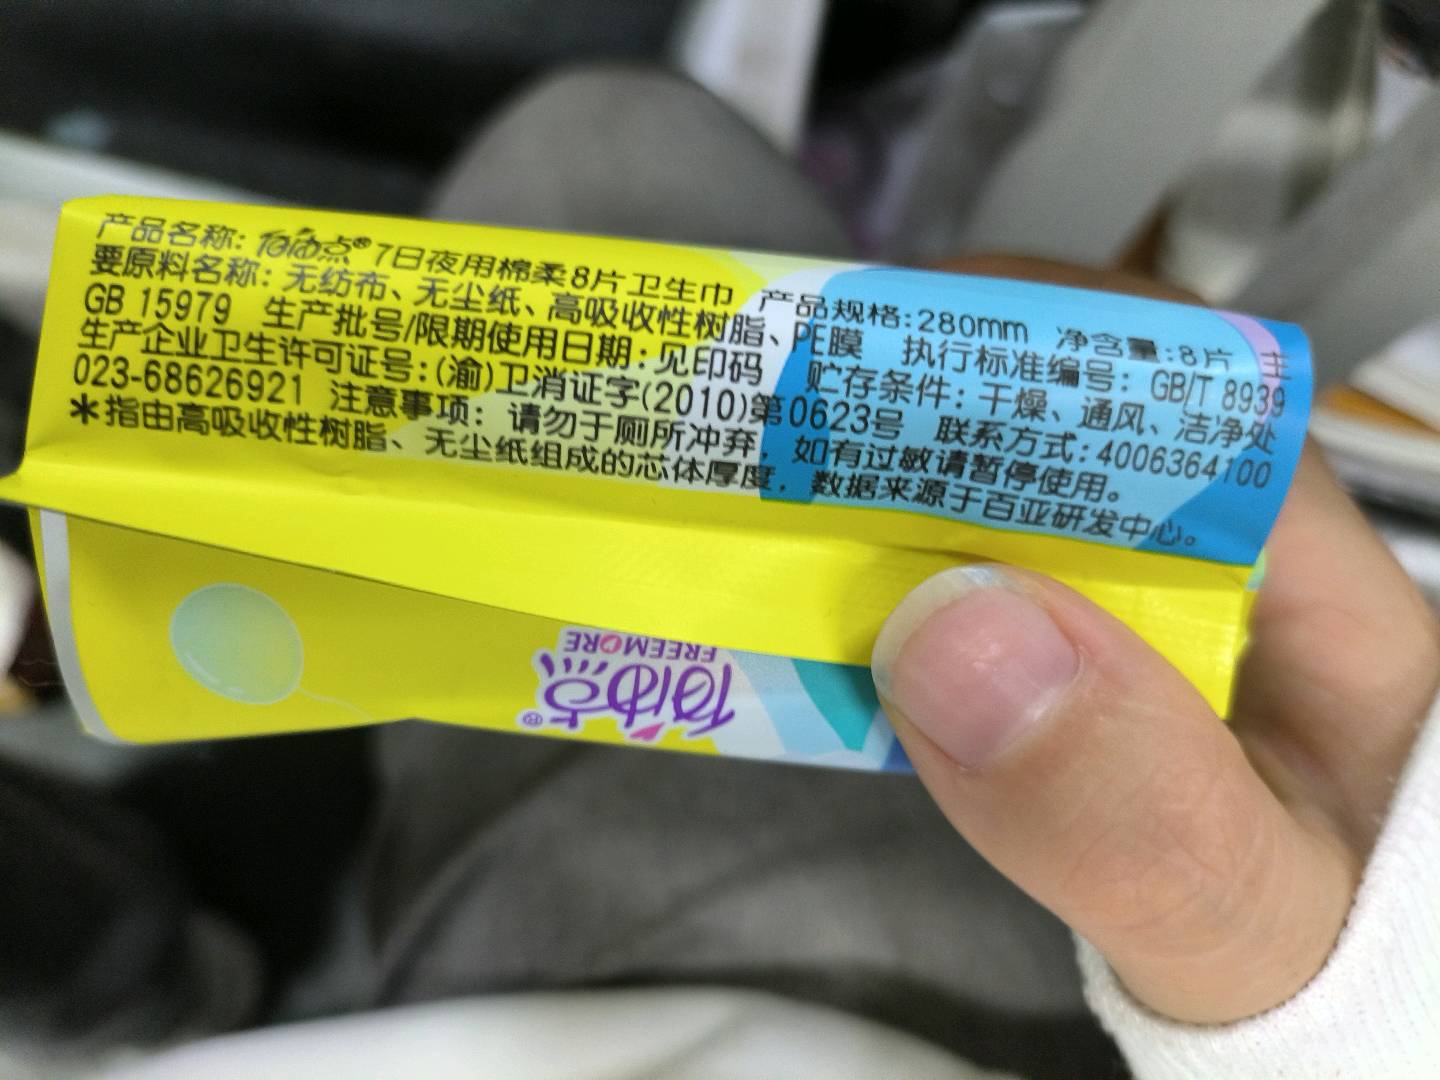 产品名称: 自由点® 7日夜用棉柔8片卫生巾 产品规格:280mm 净含量:8片 主
要原料名称: 无纺布、无尘纸、高吸收性树脂、PE膜 执行标准编号: GB/T 8939
GB 15979 生产批号/限期使用日期: 见印码 贮存条件: 干燥、通风、洁净处
生产企业卫生许可证号:(渝)卫消证字(2010)第0623号 联系方式:4006364100
023-68626921 注意事项: 请勿于厕所冲弃, 如有过敏请暂停使用。
*指由高吸收性树脂、无尘纸组成的芯体厚度, 数据来源于百亚研发中心。
自由点®
FREEMORE